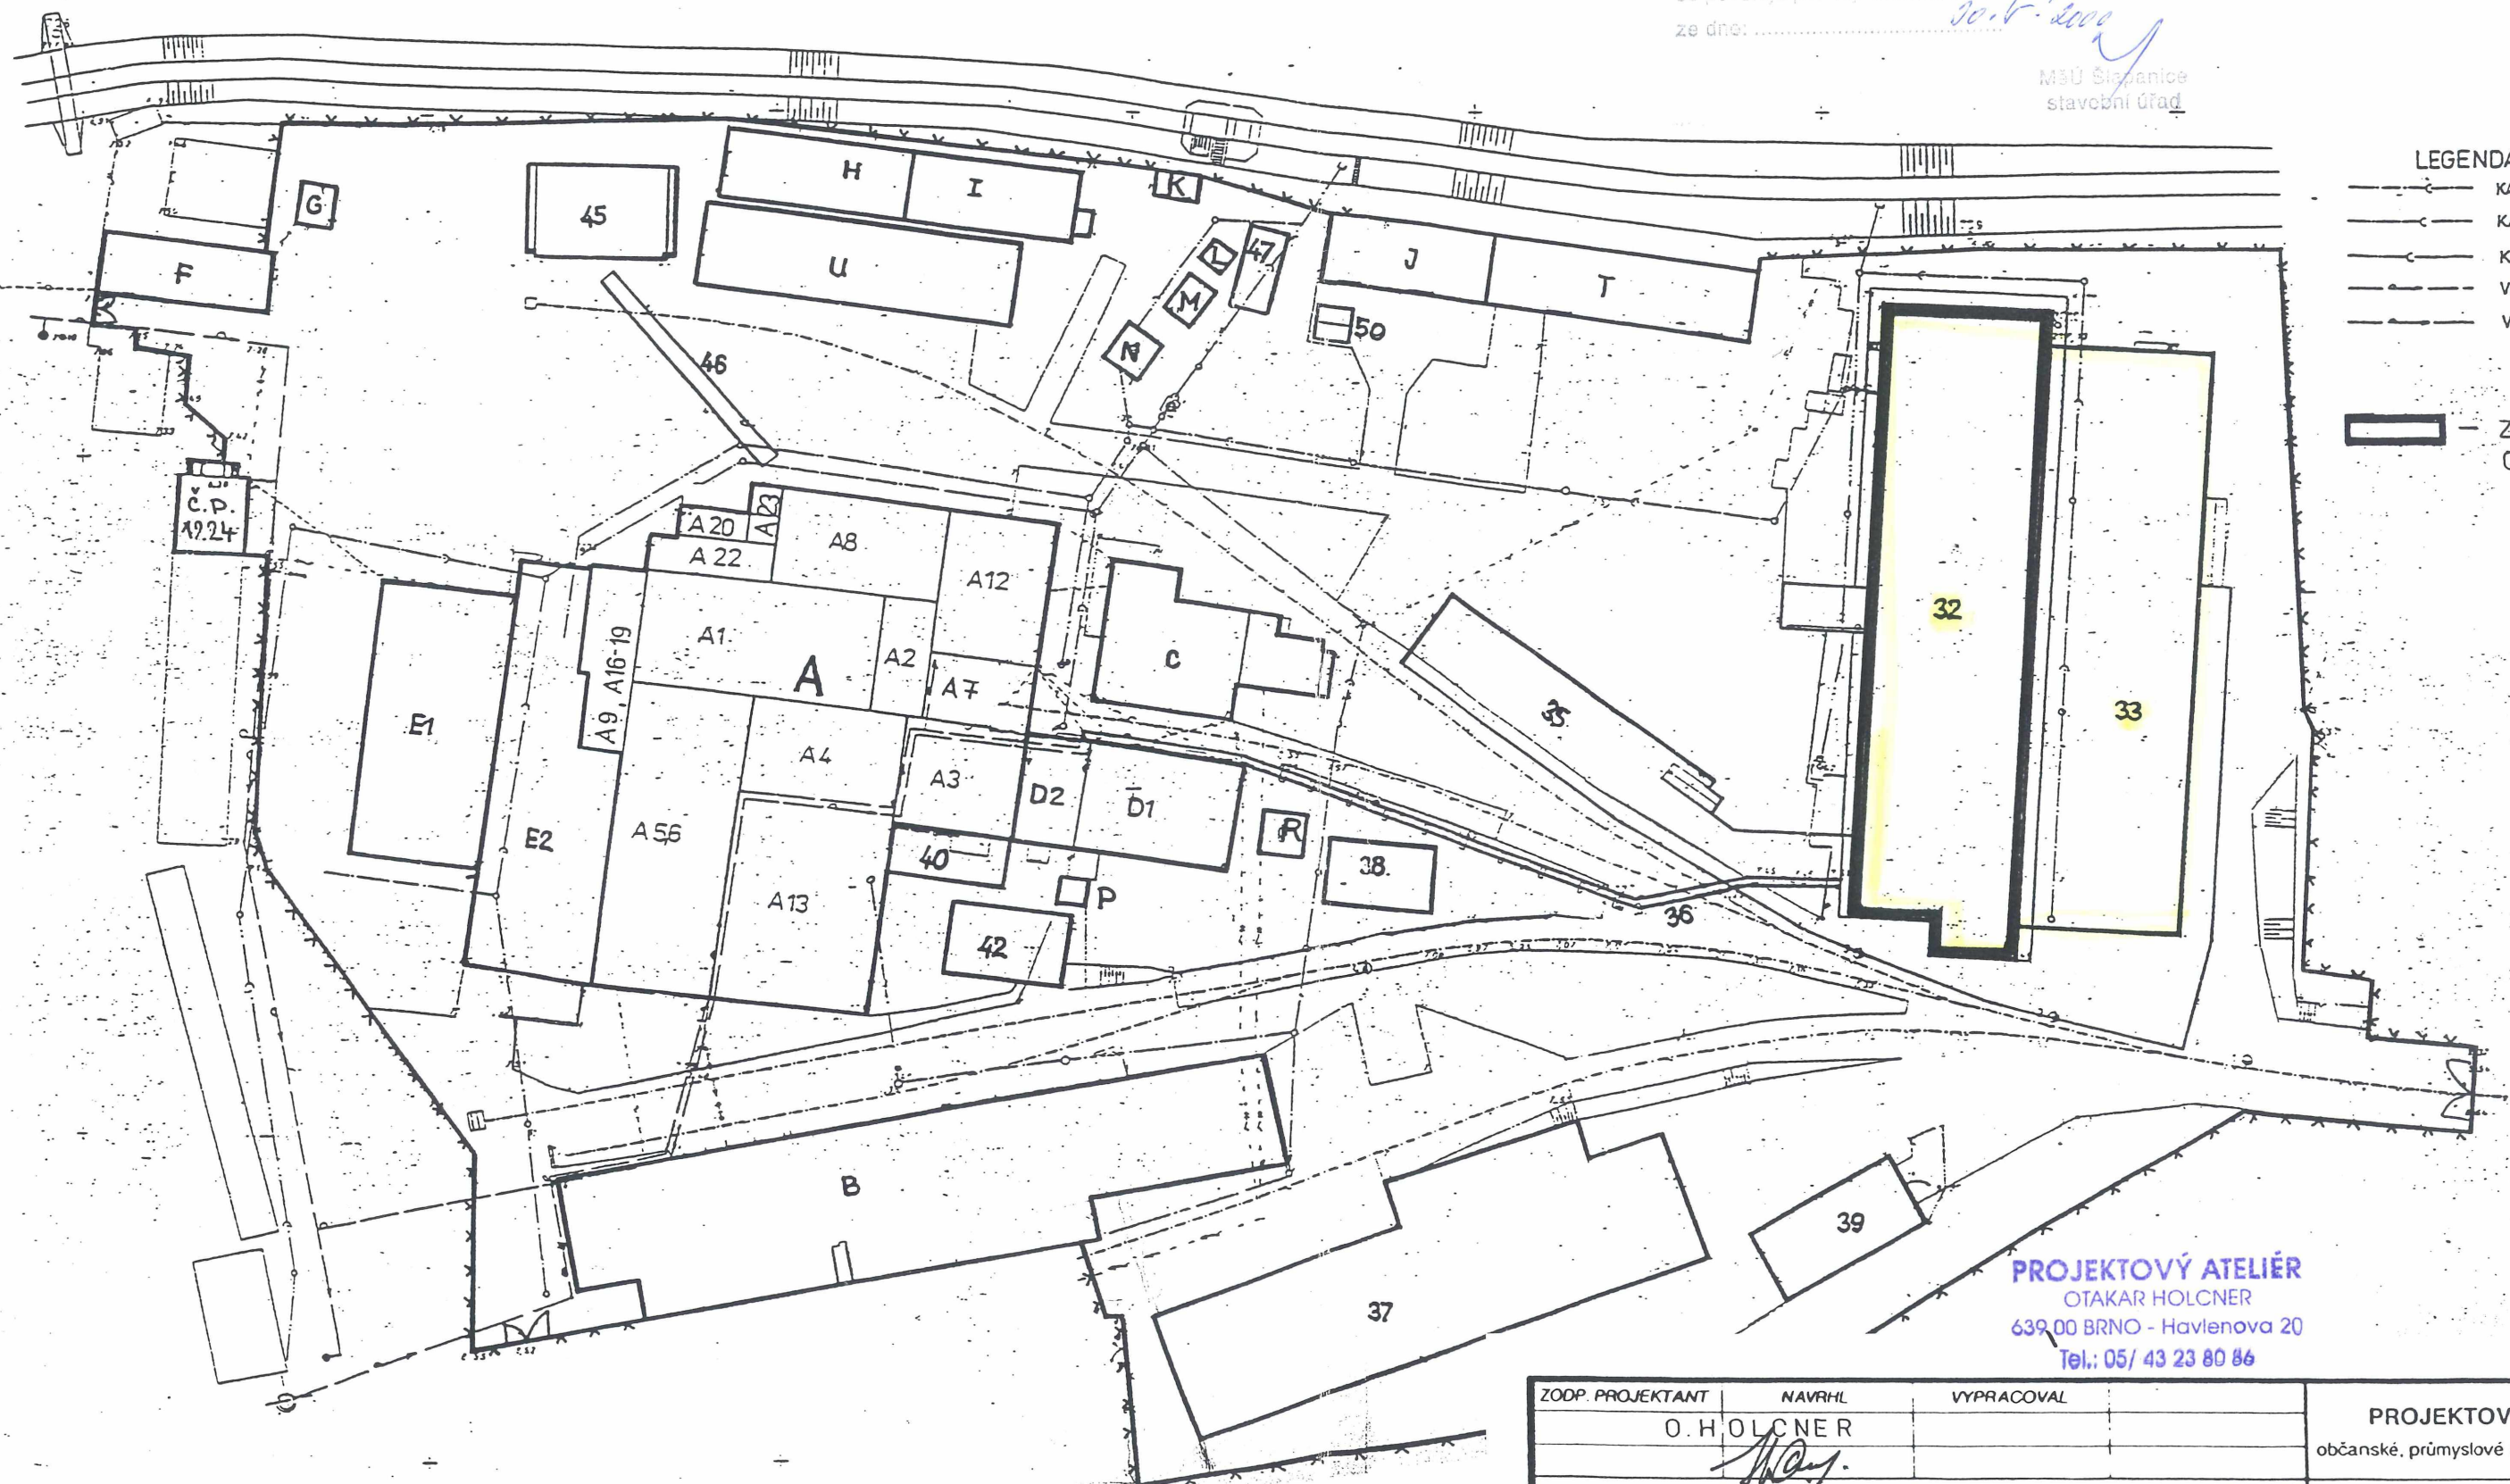 ze dne:
30. V. 2000
MěÚ Šlapanice
stavební úřad
LEGENDA
K
K
K
V
V
Z
G
F
45
H
I
U
K
L
47
M
N
J
T
50
46
Č.P.
1224
A20
A23
A22
A8
A12
A1
A
A2
A7
A9, A16-19
C
E1
E2
A56
A4
A3
D2
D1
A13
40
P
42
R
38
35
36
32
33
B
37
39
PROJEKTOVÝ ATELIÉR
OTAKAR HOLCNER
639 00 BRNO - Havlenova 20
Tel.: 05/ 43 23 80 86
ZODP. PROJEKTANT NAVRHL VYPRACOVAL
O. HOLCNER
PROJEKTOV
občanské, průmyslové